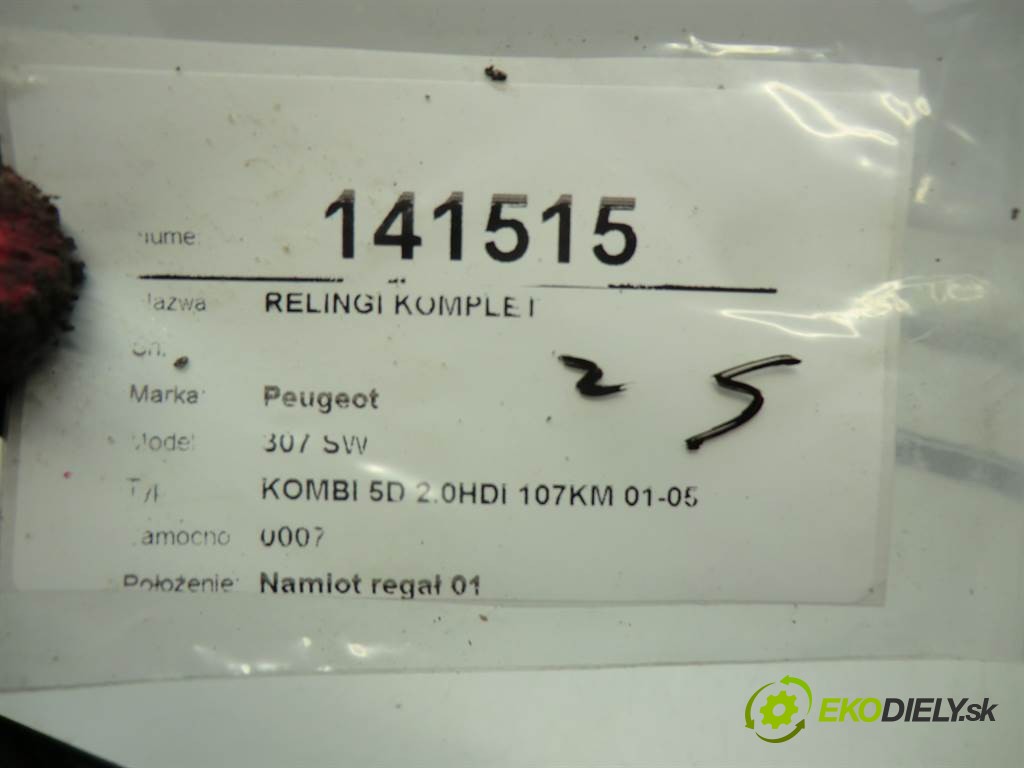 141515
RELINGI KOMPLET
Marka: Peugeot
Model 307 SW
KOMBI 5D 2.0HDI 107KM 01-05
0007
Położenie: Namiot regał 01
2 5
EKODIELY.sk